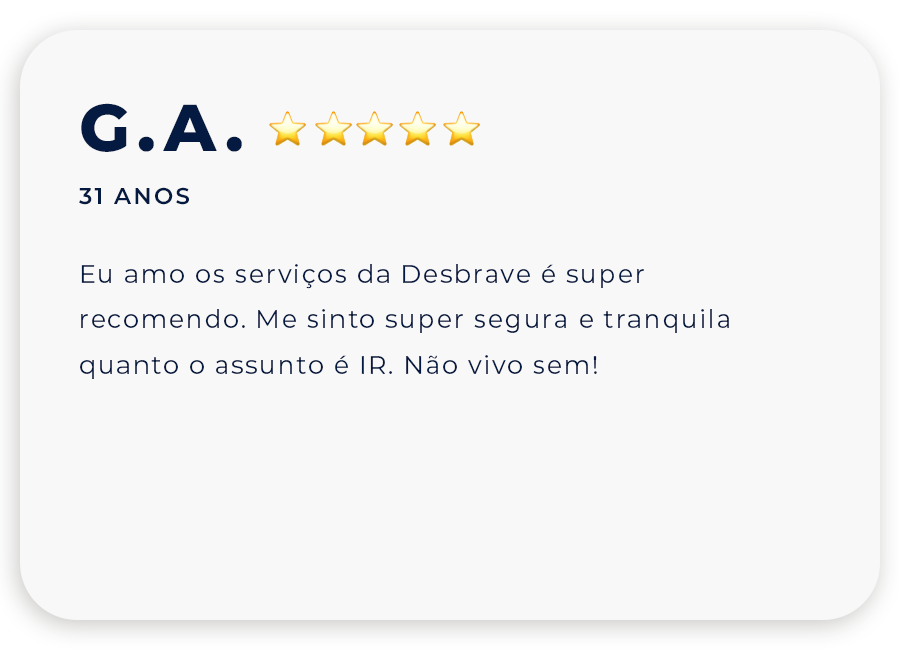 G.A. ⭐⭐⭐⭐⭐
31 ANOS
Eu amo os serviços da Desbrave é super
recomendo. Me sinto super segura e tranquila
quanto o assunto é IR. Não vivo sem!